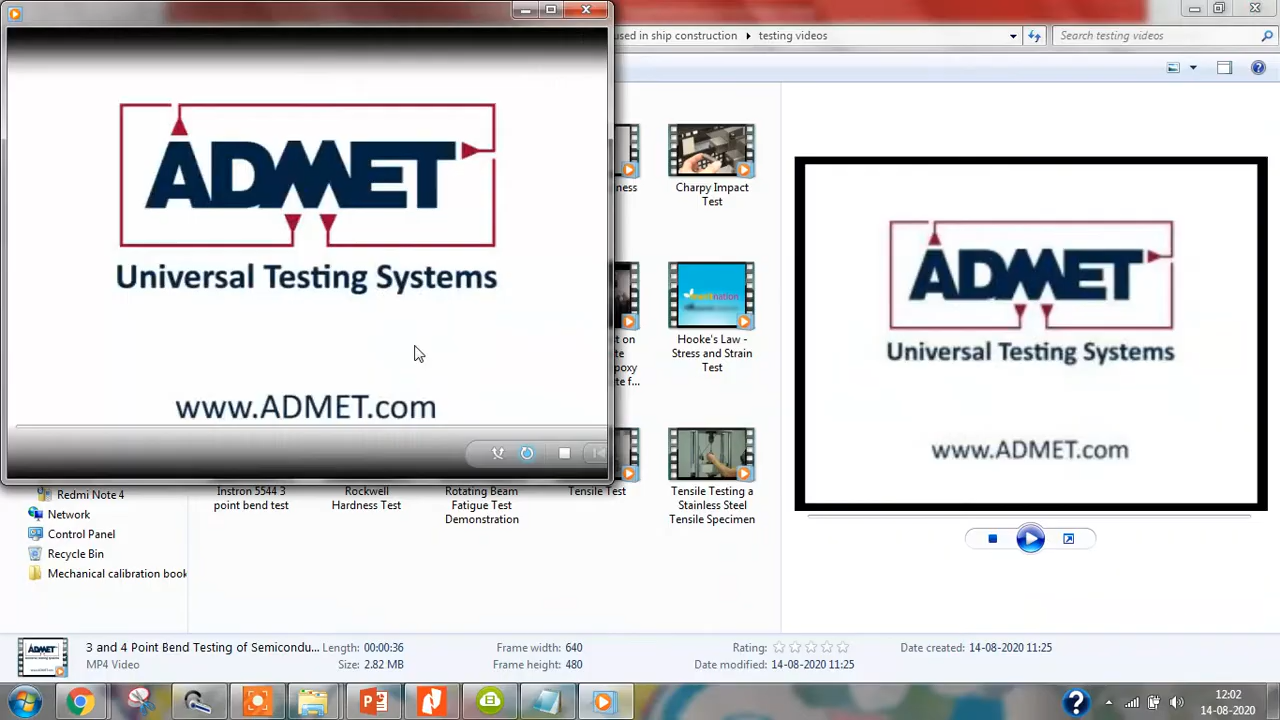 ADMET
Universal Testing Systems
www.ADMET.com
used in ship construction
testing videos
Search testing videos
ness
Charpy Impact
Test
Hooke's Law -
Stress and Strain
Test
Instron 5544 3
point bend test
Rockwell
Hardness Test
Rotating Beam
Fatigue Test
Demonstration
Tensile Test
Tensile Testing a
Stainless Steel
Tensile Specimen
ADMET
Universal Testing Systems
www.ADMET.com
Redmi Note 4
Network
Control Panel
Recycle Bin
Mechanical calibration book
3 and 4 Point Bend Testing of Semicondu...
MP4 Video
Length: 00:00:36
Size: 2.82 MB
Frame width: 640
Frame height: 480
Rating:
Date modified: 14-08-2020 11:25
Date created: 14-08-2020 11:25
12:02
14-08-2020